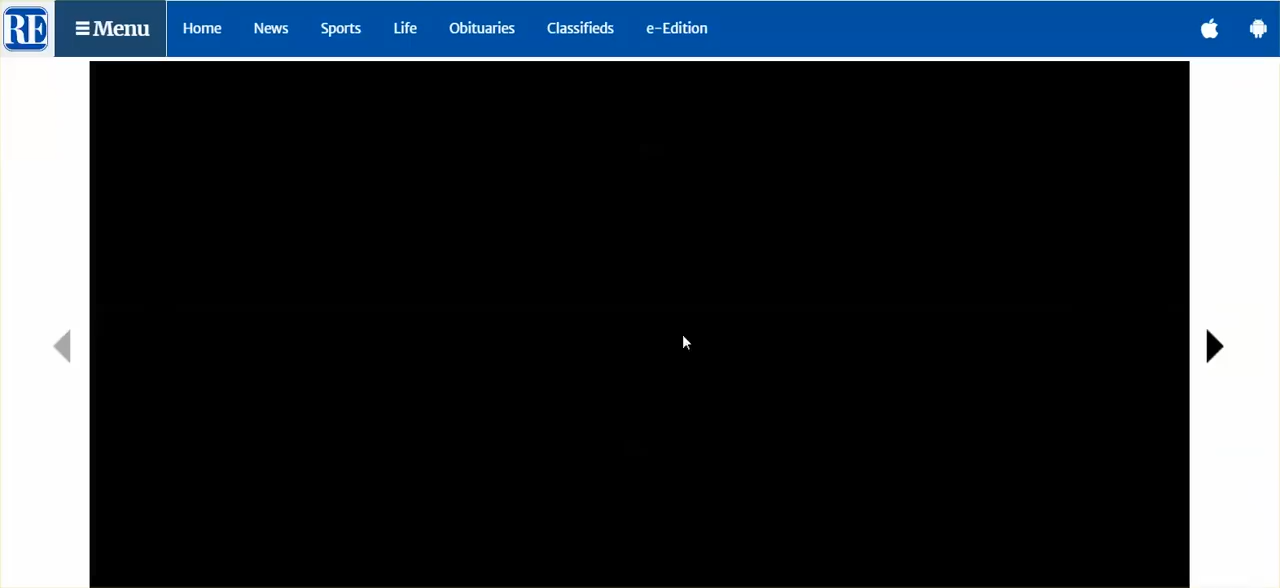 RE
Menu
Home
News
Sports
Life
Obituaries
Classifieds
e-Edition